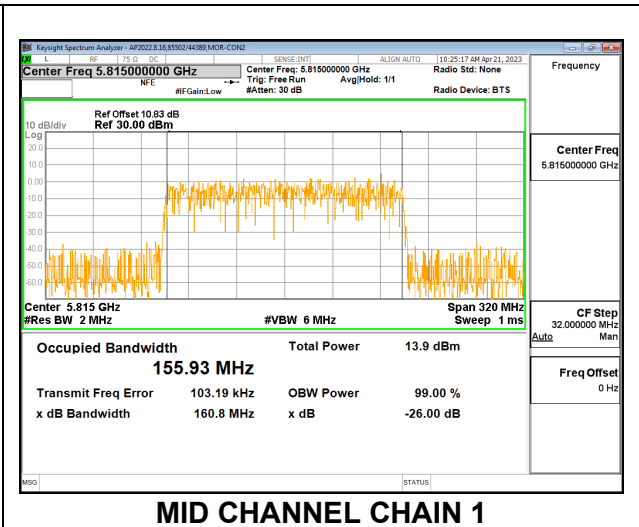 Keysight Spectrum Analyzer - AP2022.8.16,85502/44389,MOR-CON2
L RF 75 Ω DC SENSE:INT ALIGN AUTO 10:25:17 AM Apr 21, 2023
Center Freq 5.815000000 GHz Center Freq: 5.815000000 GHz Radio Std: None
NFE Trig: Free Run Avg|Hold: 1/1
#IFGain:Low #Atten: 30 dB Radio Device: BTS
Frequency
Ref Offset 10.83 dB
10 dB/div Ref 30.00 dBm
Log
20.0
10.0
0.00
-10.0
-20.0
-30.0
-40.0
-50.0
-60.0
Center Freq
5.815000000 GHz
Center 5.815 GHz Span 320 MHz
#Res BW 2 MHz #VBW 6 MHz Sweep 1 ms
CF Step
32.000000 MHz
Auto Man
Occupied Bandwidth Total Power 13.9 dBm
155.93 MHz
Transmit Freq Error 103.19 kHz OBW Power 99.00 %
x dB Bandwidth 160.8 MHz x dB -26.00 dB
Freq Offset
0 Hz
MSG STATUS
MID CHANNEL CHAIN 1